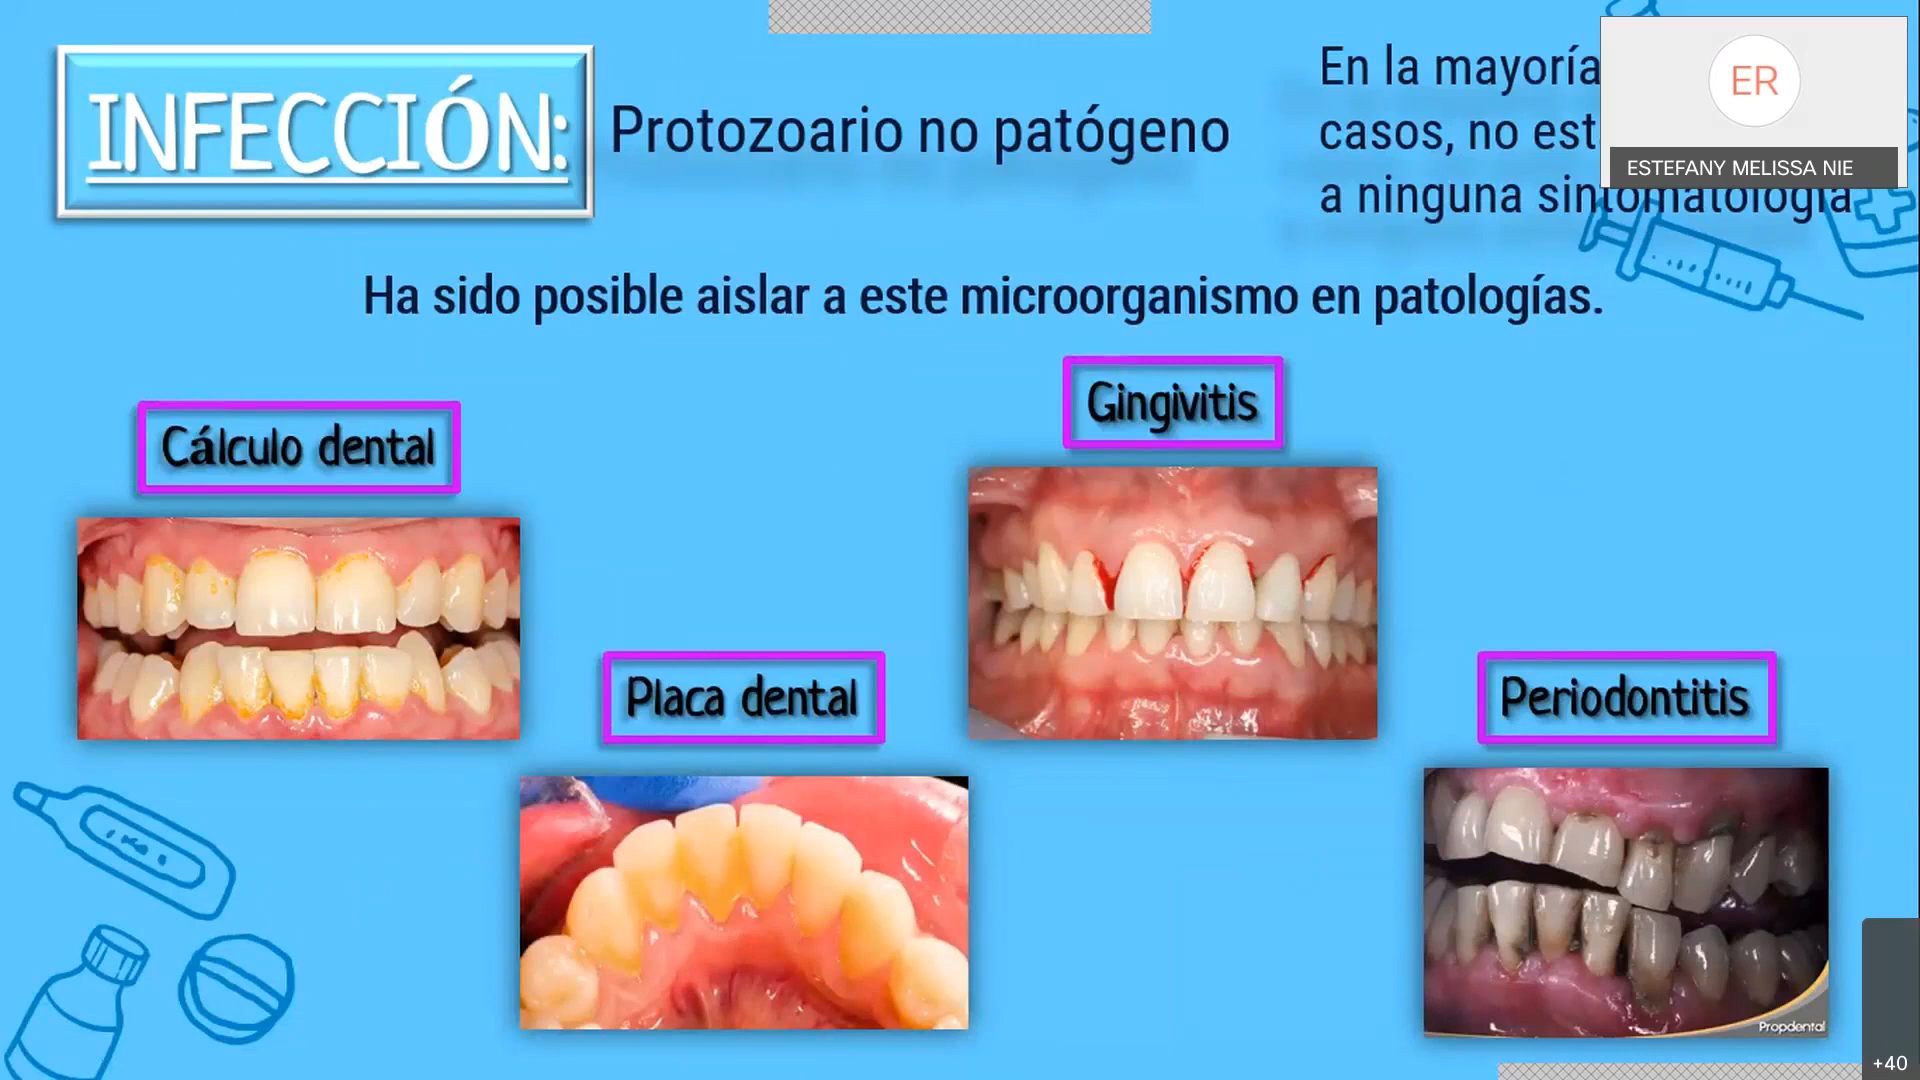 INFECCIÓN:
Protozoario no patógeno
En la mayoría
casos, no
a ninguna sintomatología
ER
ESTEFANY MELISSA NIE
Ha sido posible aislar a este microorganismo en patologías.
Cálculo dental
Gingivitis
Placa dental
Periodontitis
Propdental
+40